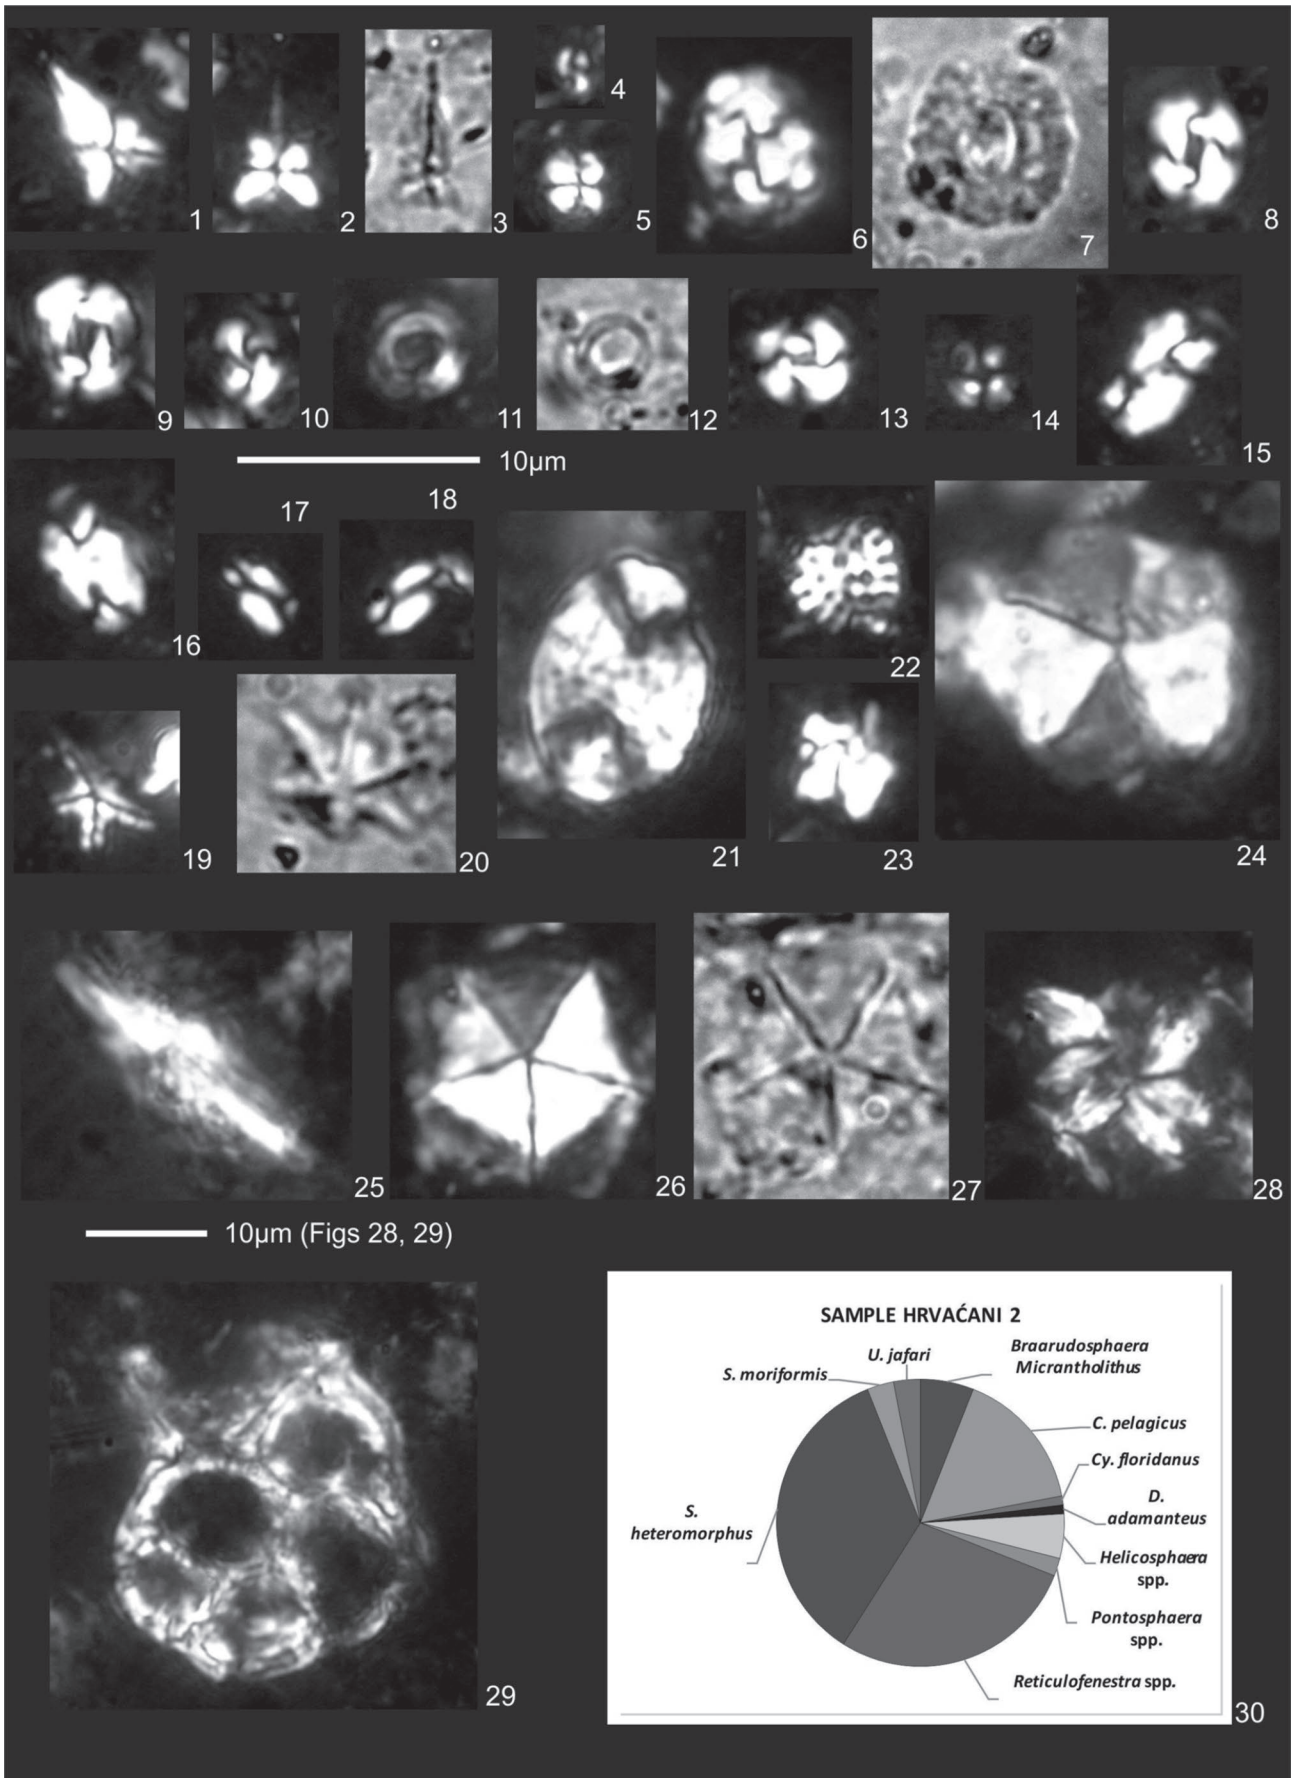 1
2
3
4
5
6
7
8
9
10
11
12
13
14
15
10µm
16
17
18
19
20
21
22
23
24
25
26
27
28
10µm (Figs 28, 29)
29
SAMPLE HRVAĆANI 2
U. jafari
Braarudosphaera
Micrantholithus
S. moriformis
C. pelagicus
Cy. floridanus
D.
adamanteus
S.
heteromorphus
Helicosphaera
spp.
Pontosphaera
spp.
Reticulofenestra spp.
30